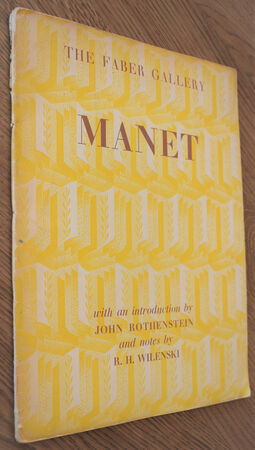 THE FABER GALLERY
MANET
with an introduction by
JOHN ROTHENSTEIN
and notes by
R. H. WILENSKI